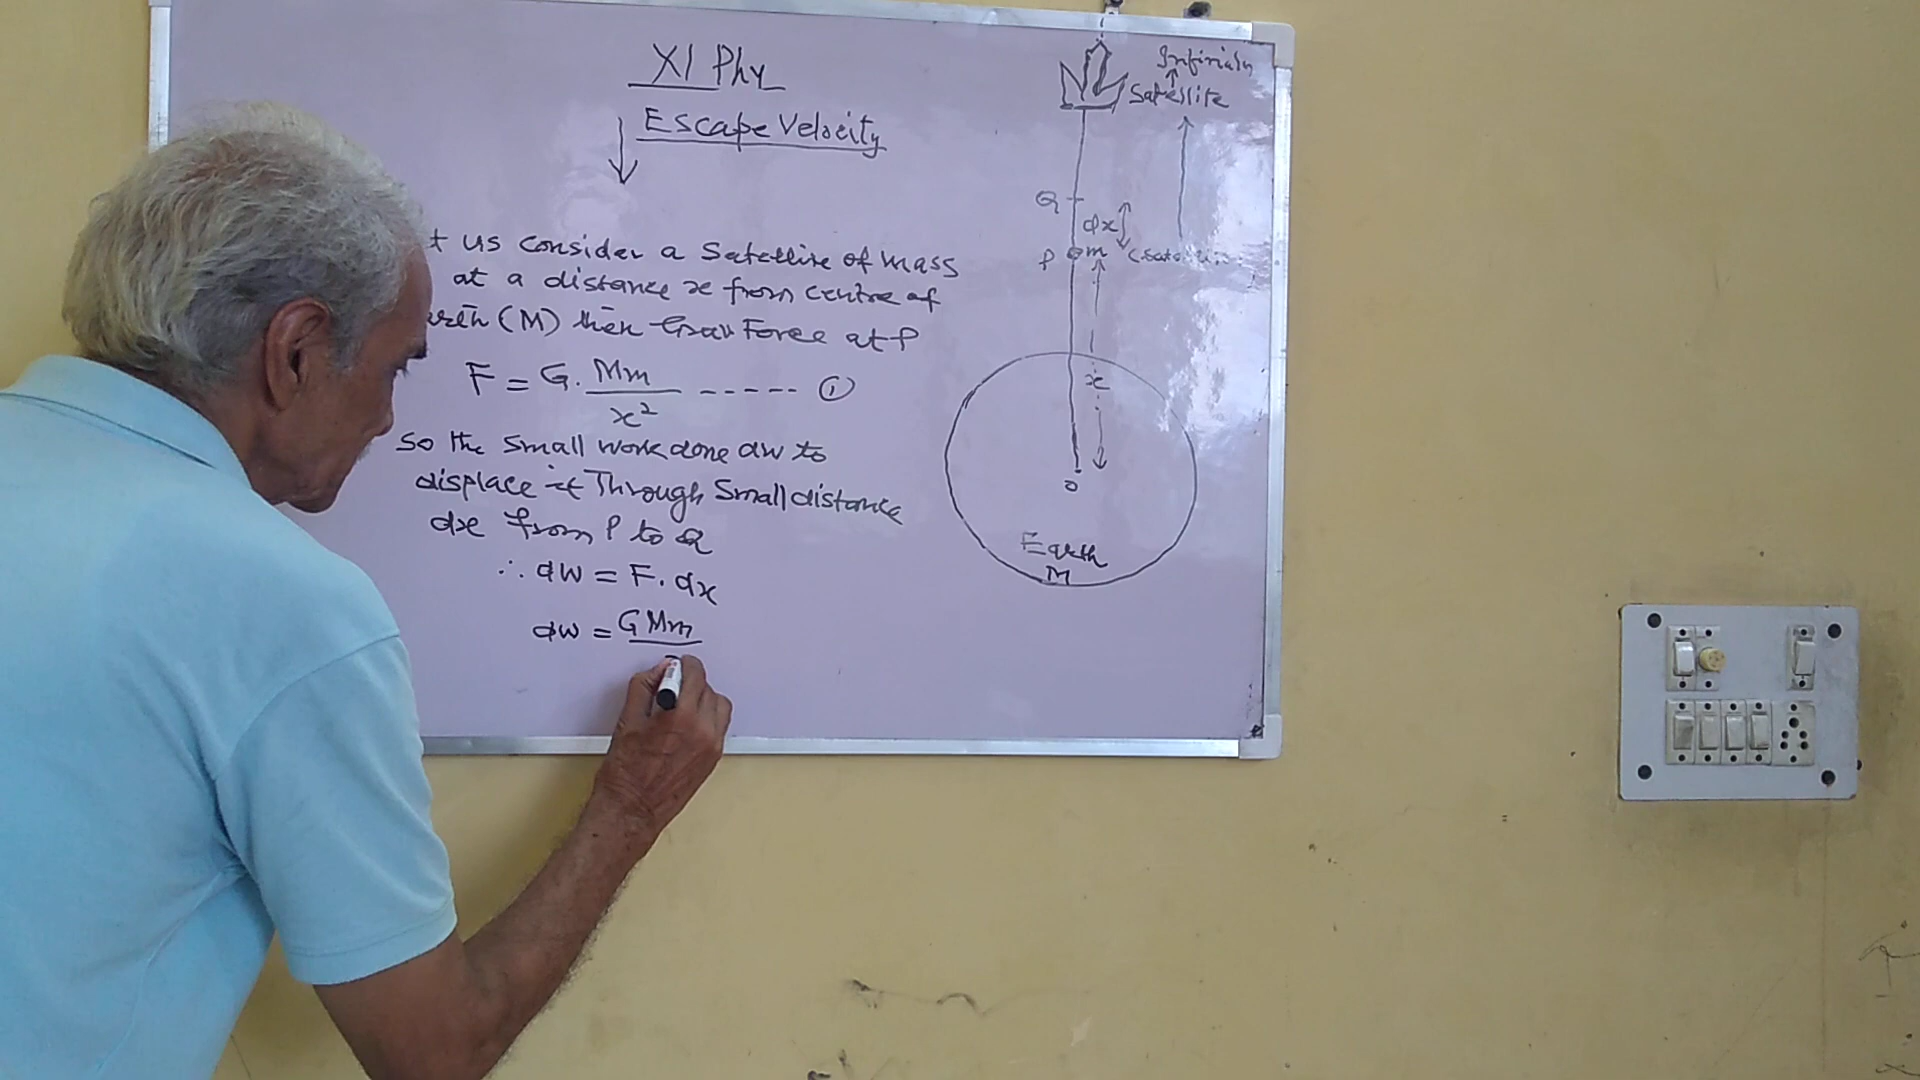 XI Phy
Escape Velocity
t us consider a Satellite of mass
at a distance x from centre of
arth (M) then Grav Force at P
F = G. Mm
x² ----- ①
So the small work done dw to
displace it Through Small distance
dx from P to Q
∴ dw = F. dx
dw = GMm
Satellite
Q
dx
P m
x
O
Earth
M